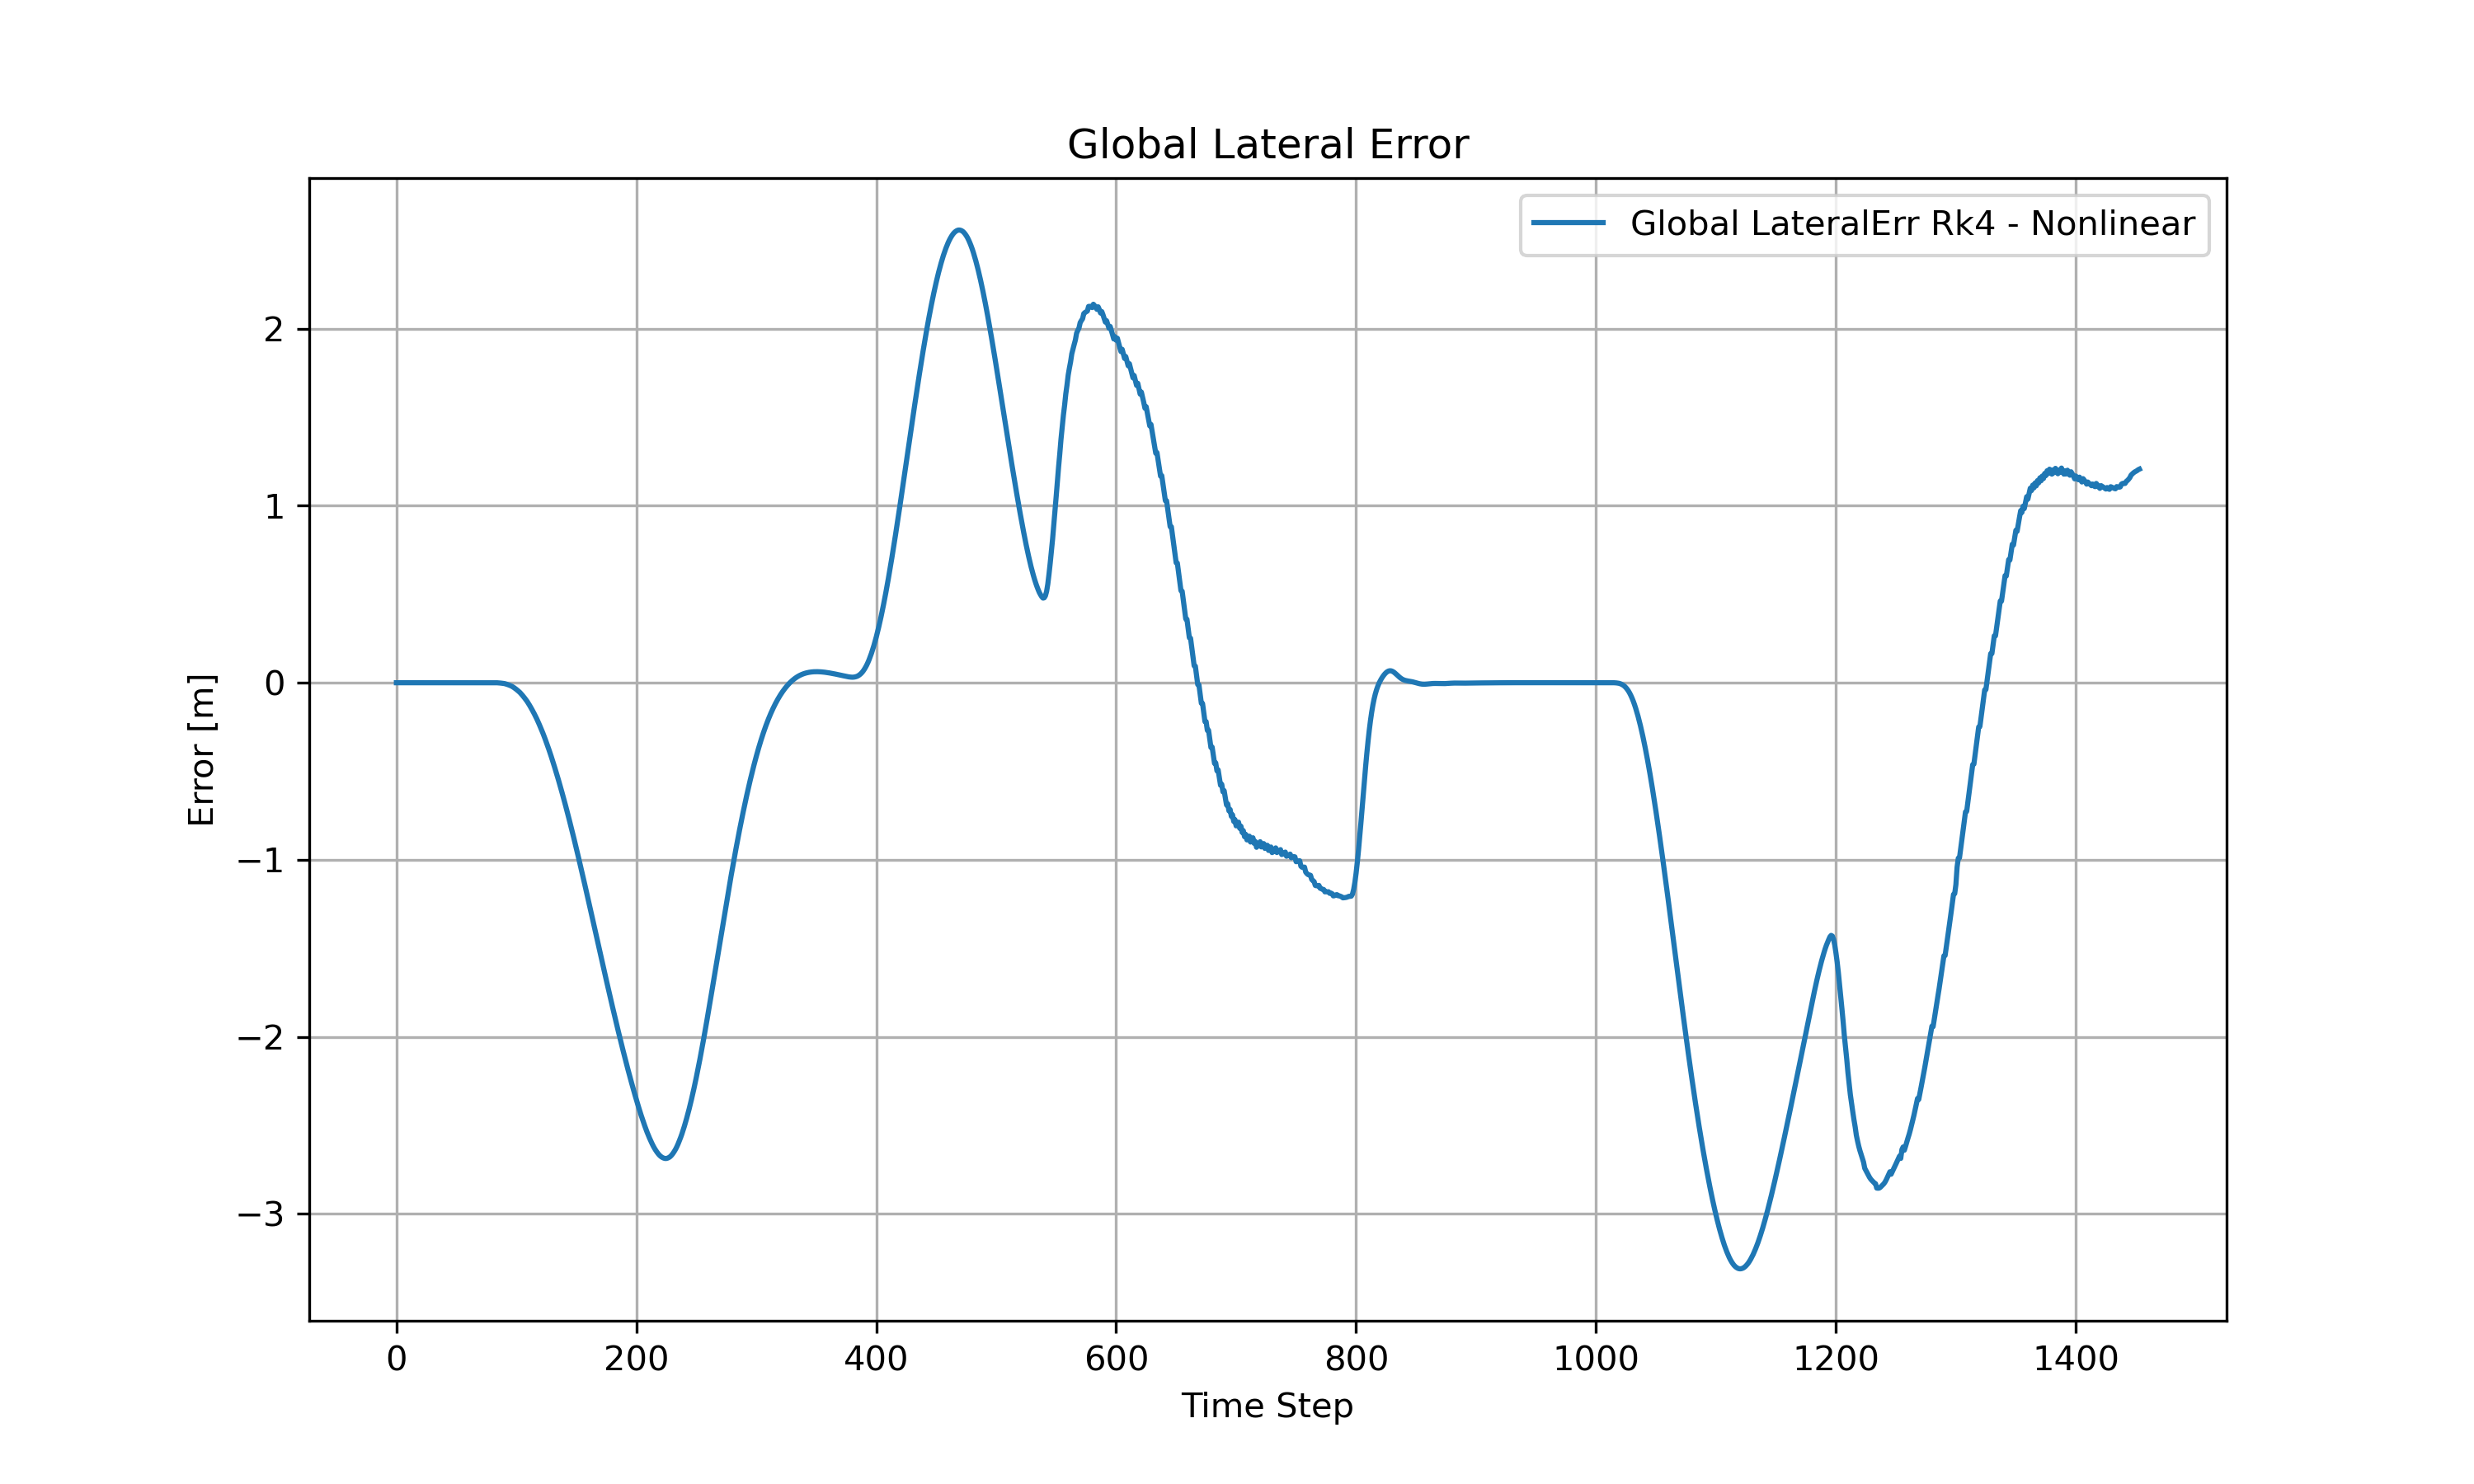 Global Lateral Error
Global LateralErr Rk4 - Nonlinear
2
1
0
−1
−2
−3
Error [m]
0 200 400 600 800 1000 1200 1400
Time Step